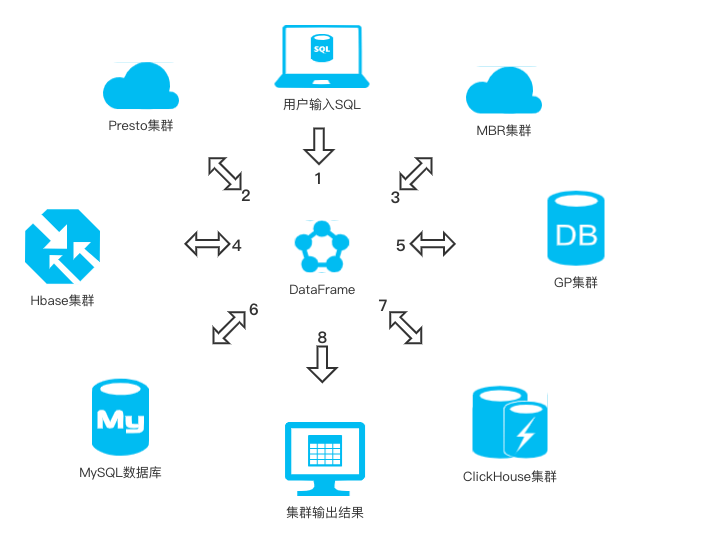 SQL
用户输入SQL
Presto集群
MBR集群
1
2
3
Hbase集群
4
DataFrame
5
DB
GP集群
6
7
8
My
MySQL数据库
ClickHouse集群
集群输出结果